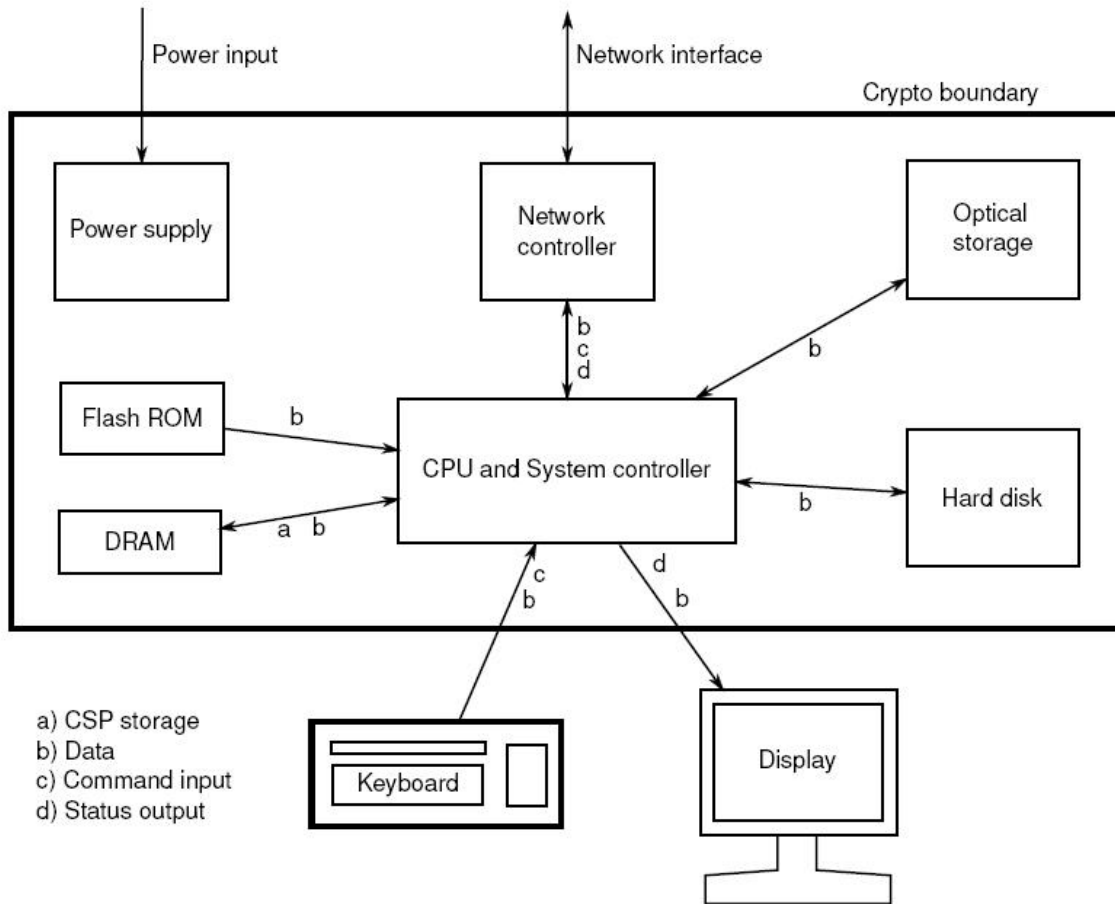 Power input
Network interface
Crypto boundary
Power supply
Network
controller
Optical
storage
b
c
d
b
Flash ROM
b
CPU and System controller
b
Hard disk
DRAM
a b
c
b
d
b
a) CSP storage
b) Data
c) Command input
d) Status output
Keyboard
Display